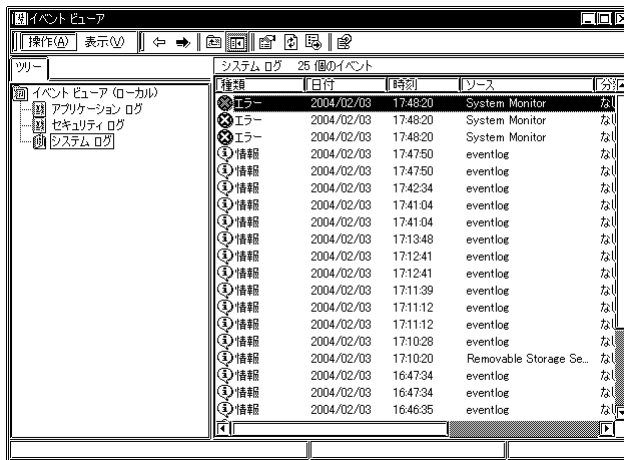 イベント ビューア
操作(A) 表示(V)
ツリー
システム ログ 25 個のイベント
イベント ビューア (ローカル)
アプリケーション ログ
セキュリティ ログ
システム ログ
種類 日付 時刻 ソース 分
エラー 2004/02/03 17:48:20 System Monitor なし
エラー 2004/02/03 17:48:20 System Monitor なし
エラー 2004/02/03 17:48:20 System Monitor なし
情報 2004/02/03 17:47:50 eventlog なし
情報 2004/02/03 17:47:50 eventlog なし
情報 2004/02/03 17:42:34 eventlog なし
情報 2004/02/03 17:41:04 eventlog なし
情報 2004/02/03 17:41:04 eventlog なし
情報 2004/02/03 17:13:48 eventlog なし
情報 2004/02/03 17:12:41 eventlog なし
情報 2004/02/03 17:12:41 eventlog なし
情報 2004/02/03 17:11:39 eventlog なし
情報 2004/02/03 17:11:12 eventlog なし
情報 2004/02/03 17:11:12 eventlog なし
情報 2004/02/03 17:10:28 eventlog なし
情報 2004/02/03 17:10:20 Removable Storage Se... なし
情報 2004/02/03 16:47:34 eventlog なし
情報 2004/02/03 16:47:34 eventlog なし
情報 2004/02/03 16:46:35 eventlog なし